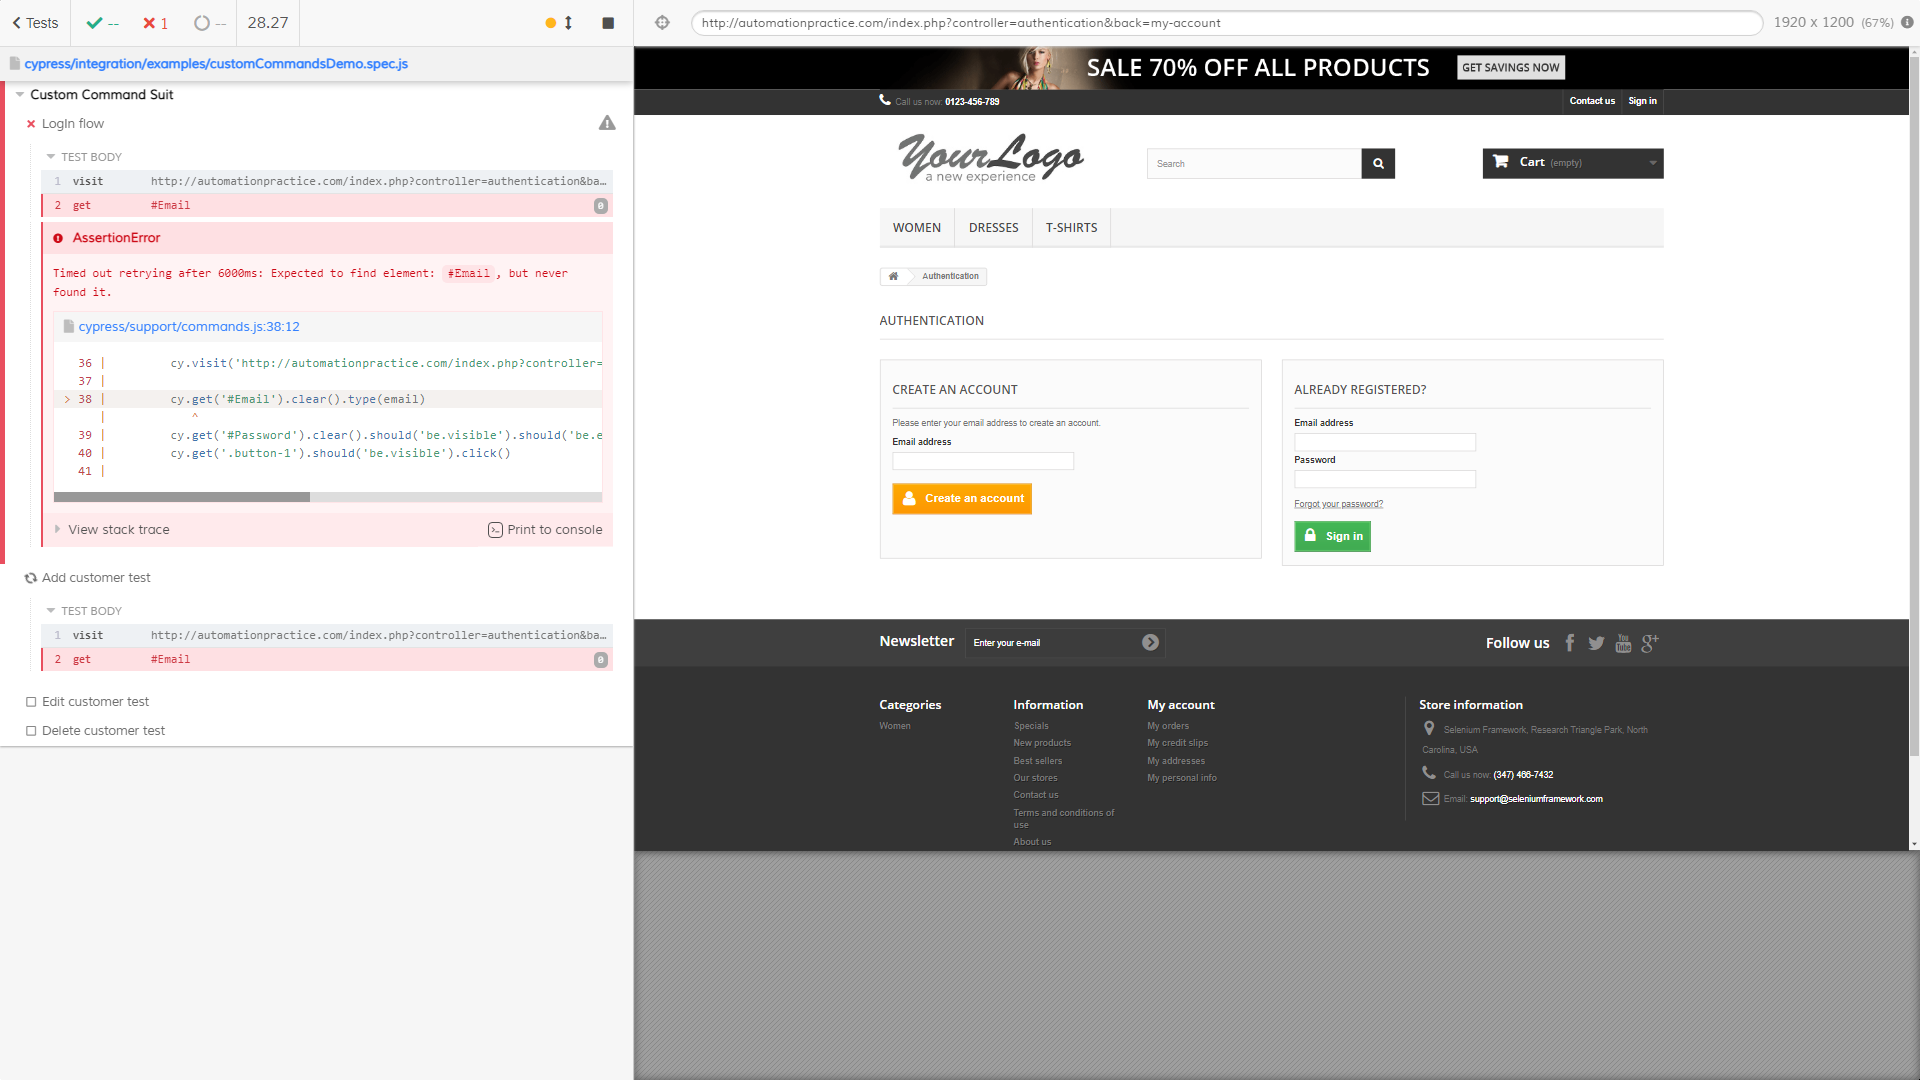 Tests
--
1
--
28.27
cypress/integration/examples/customCommandsDemo.spec.js
Custom Command Suit
LogIn flow
TEST BODY
1 visit http://automationpractice.com/index.php?controller=authentication&ba...
2 get #Email 0
AssertionError
Timed out retrying after 6000ms: Expected to find element: #Email, but never
found it.
cypress/support/commands.js:38:12
36 | cy.visit('http://automationpractice.com/index.php?controller=
37 |
> 38 | cy.get('#Email').clear().type(email)
| ^
39 | cy.get('#Password').clear().should('be.visible').should('be.e
40 | cy.get('.button-1').should('be.visible').click()
41 |
View stack trace
Print to console
Add customer test
TEST BODY
1 visit http://automationpractice.com/index.php?controller=authentication&ba...
2 get #Email 0
Edit customer test
Delete customer test
http://automationpractice.com/index.php?controller=authentication&back=my-account
1920 x 1200 (67%)
SALE 70% OFF ALL PRODUCTS
GET SAVINGS NOW
Call us now: 0123-456-789
Contact us
Sign in
YourLogo
a new experience
Search
Cart (empty)
WOMEN
DRESSES
T-SHIRTS
Authentication
AUTHENTICATION
CREATE AN ACCOUNT
Please enter your email address to create an account.
Email address
Create an account
ALREADY REGISTERED?
Email address
Password
Forgot your password?
Sign in
Newsletter
Enter your e-mail
Follow us
Categories
Women
Information
Specials
New products
Best sellers
Our stores
Contact us
Terms and conditions of
use
About us
My account
My orders
My credit slips
My addresses
My personal info
Store information
Selenium Framework, Research Triangle Park, North
Carolina, USA
Call us now: (347) 466-7432
Email: support@seleniumframework.com